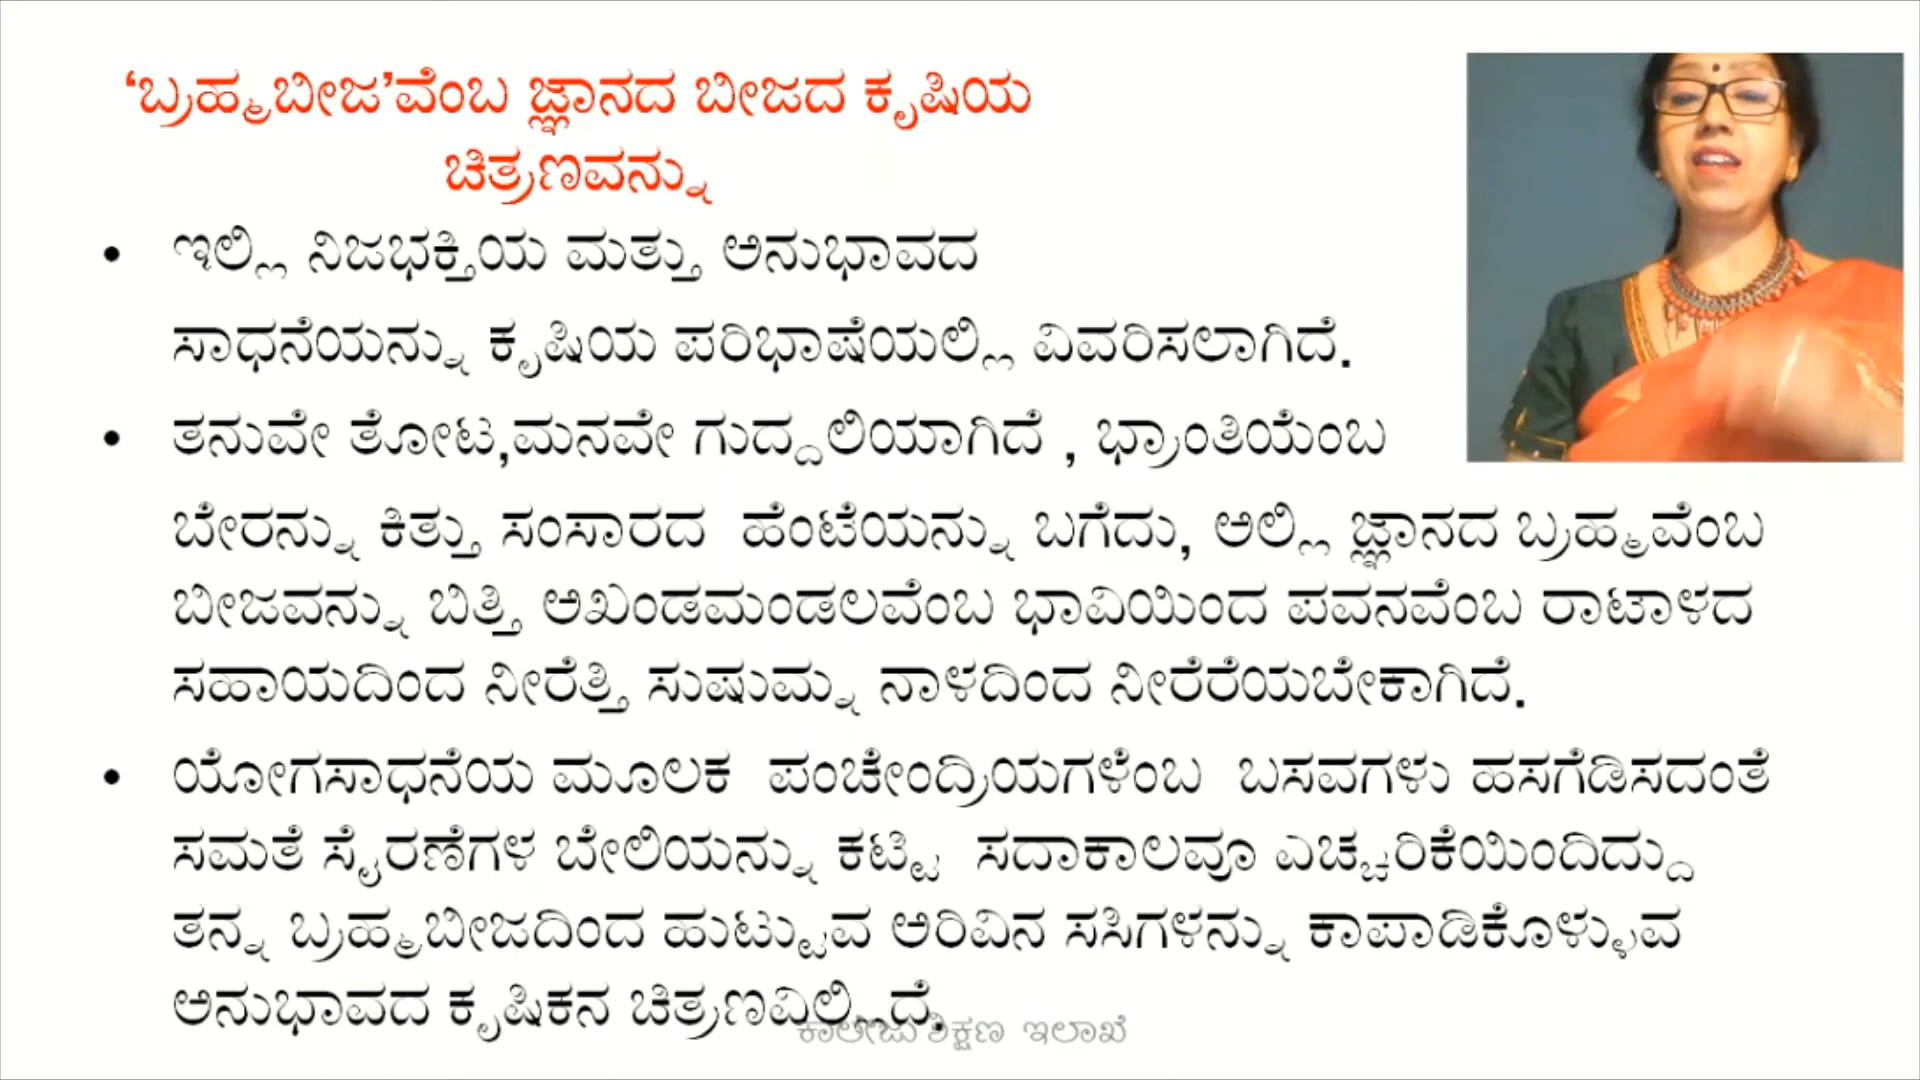 ‘ಬ್ರಹ್ಮಬೀಜ’ವೆಂಬ ಜ್ಞಾನದ ಬೀಜದ ಕೃಷಿಯ
ಚಿತ್ರಣವನ್ನು
• ಇಲ್ಲಿ ನಿಜಭಕ್ತಿಯ ಮತ್ತು ಅನುಭಾವದ
ಸಾಧನೆಯನ್ನು ಕೃಷಿಯ ಪರಿಭಾಷೆಯಲ್ಲಿ ವಿವರಿಸಲಾಗಿದೆ.
• ತನುವೇ ತೋಟ,ಮನವೇ ಗುದ್ದಲಿಯಾಗಿದೆ , ಭ್ರಾಂತಿಯೆಂಬ
ಬೇರನ್ನು ಕಿತ್ತು ಸಂಸಾರದ ಹೆಂಟೆಯನ್ನು ಬಗೆದು, ಅಲ್ಲಿ ಜ್ಞಾನದ ಬ್ರಹ್ಮವೆಂಬ
ಬೀಜವನ್ನು ಬಿತ್ತಿ ಅಖಂಡಮಂಡಲವೆಂಬ ಭಾವಿಯಿಂದ ಪವನವೆಂಬ ರಾಟಾಳದ
ಸಹಾಯದಿಂದ ನೀರೆತ್ತಿ ಸುಷುಮ್ನ ನಾಳದಿಂದ ನೀರೆರೆಯಬೇಕಾಗಿದೆ.
• ಯೋಗಸಾಧನೆಯ ಮೂಲಕ ಪಂಚೇಂದ್ರಿಯಗಳೆಂಬ ಬಸವಗಳು ಹಸಗೆಡಿಸದಂತೆ
ಸಮತೆ ಸೈರಣೆಗಳ ಬೇಲಿಯನ್ನು ಕಟ್ಟಿ ಸದಾಕಾಲವೂ ಎಚ್ಚರಿಕೆಯಿಂದಿದ್ದು
ತನ್ನ ಬ್ರಹ್ಮಬೀಜದಿಂದ ಹುಟ್ಟುವ ಅರಿವಿನ ಸಸಿಗಳನ್ನು ಕಾಪಾಡಿಕೊಳ್ಳುವ
ಅನುಭಾವದ ಕೃಷಿಕನ ಚಿತ್ರಣವಿಲ್ಲಿದೆ.
ಕಾಲೇಜು ಶಿಕ್ಷಣ ಇಲಾಖೆ